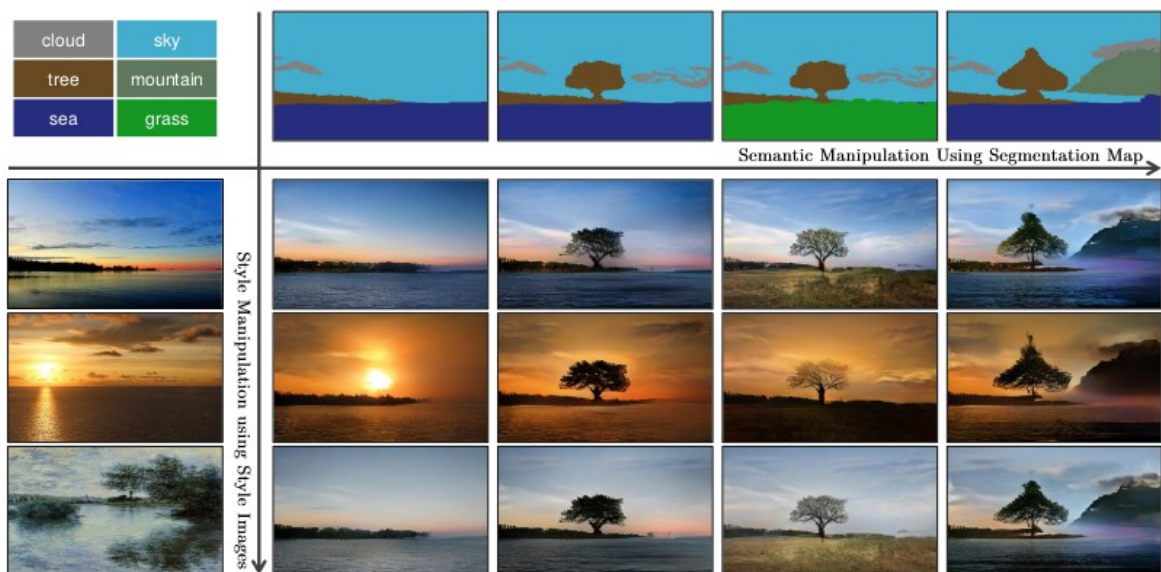 cloud
sky
tree
mountain
sea
grass
Semantic Manipulation Using Segmentation Map
Style Manipulation using Style Images